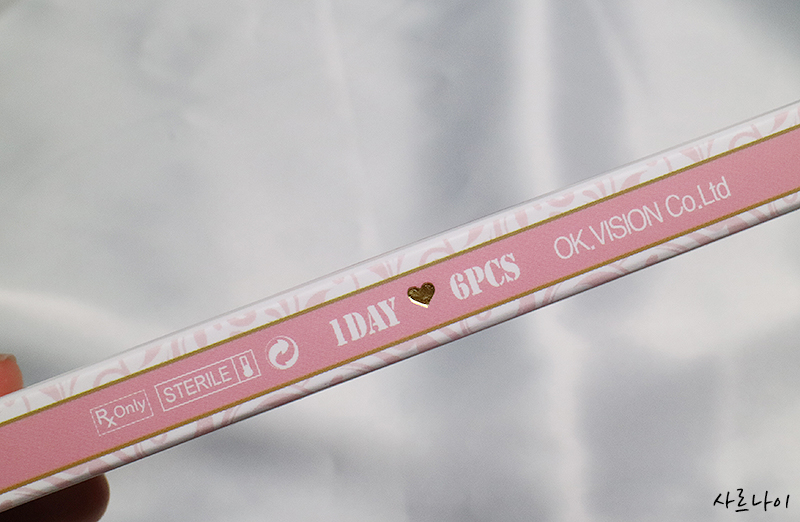 Rx Only STERILE 1DAY 6PCS OK.VISION Co.Ltd
사르나이